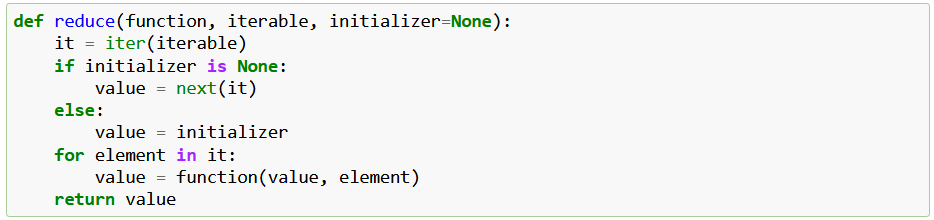 def reduce(function, iterable, initializer=None):
    it = iter(iterable)
    if initializer is None:
        value = next(it)
    else:
        value = initializer
    for element in it:
        value = function(value, element)
    return value